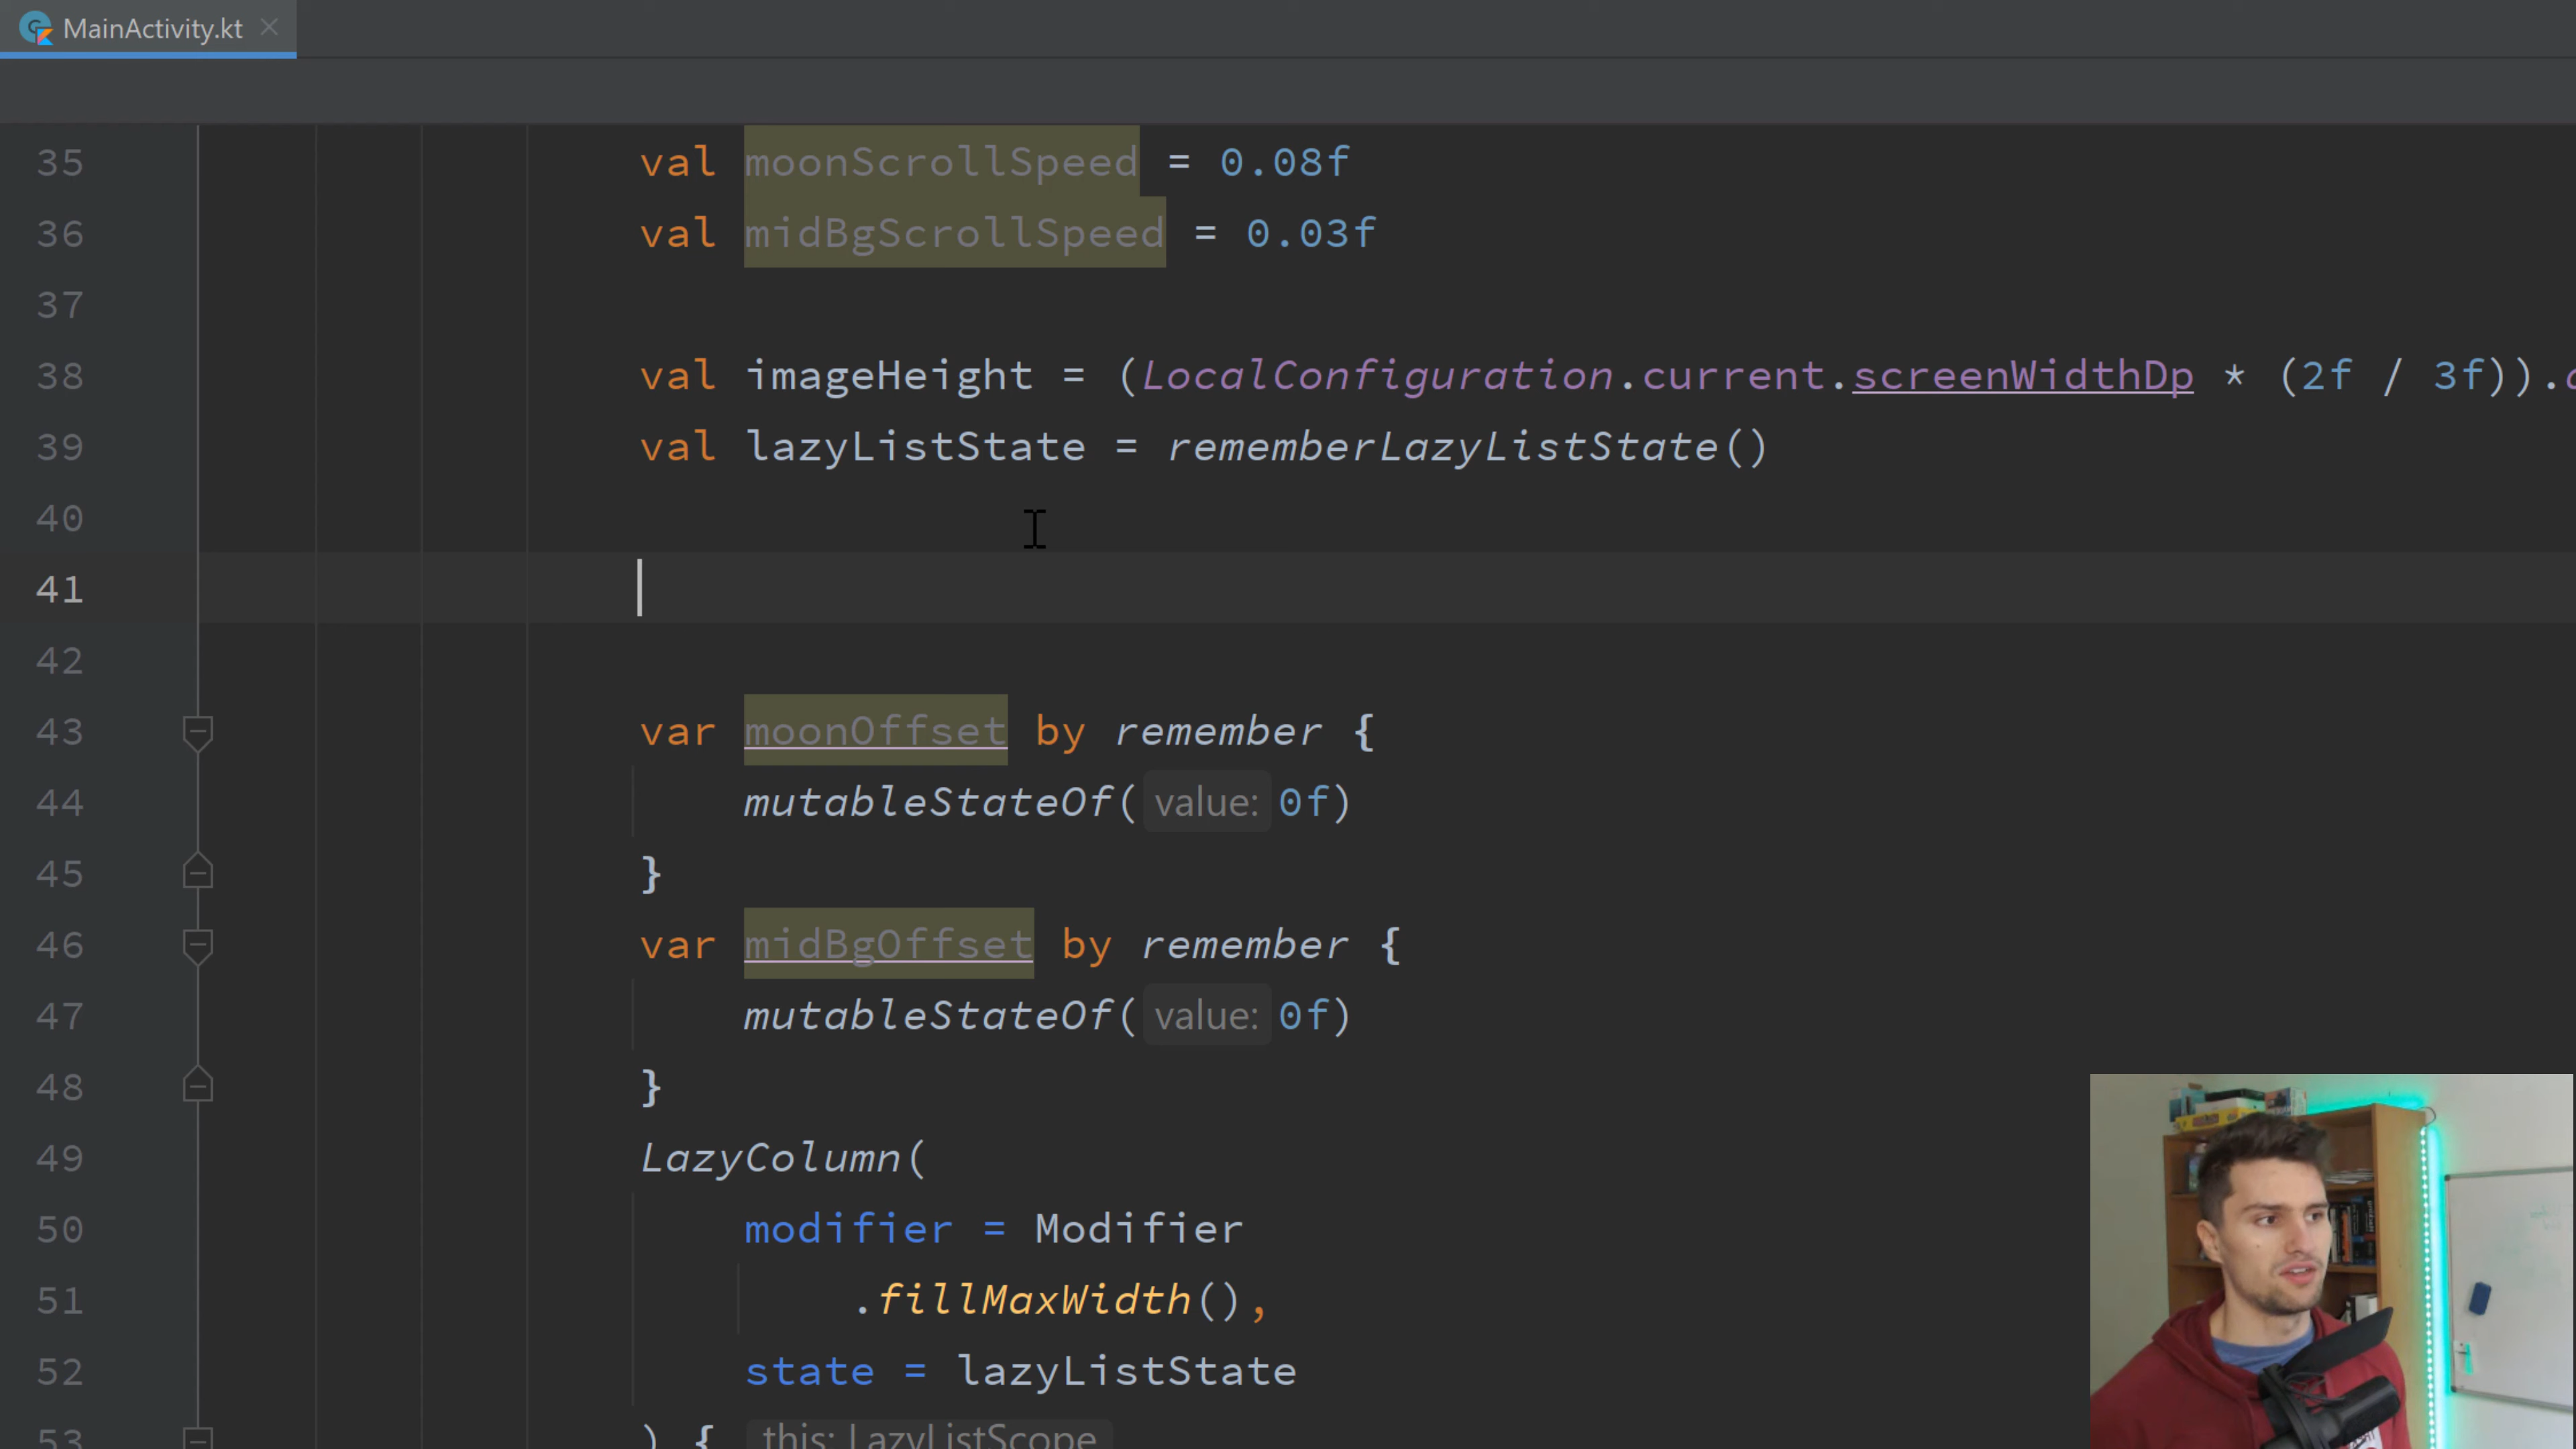 MainActivity.kt
35 val moonScrollSpeed = 0.08f
36 val midBgScrollSpeed = 0.03f
37
38 val imageHeight = (LocalConfiguration.current.screenWidthDp * (2f / 3f)).
39 val lazyListState = rememberLazyListState()
40
41
42
43 var moonOffset by remember {
44 mutableStateOf( value: 0f)
45 }
46 var midBgOffset by remember {
47 mutableStateOf( value: 0f)
48 }
49 LazyColumn(
50 modifier = Modifier
51 .fillMaxWidth(),
52 state = lazyListState
53 ) { this: LazyListScope